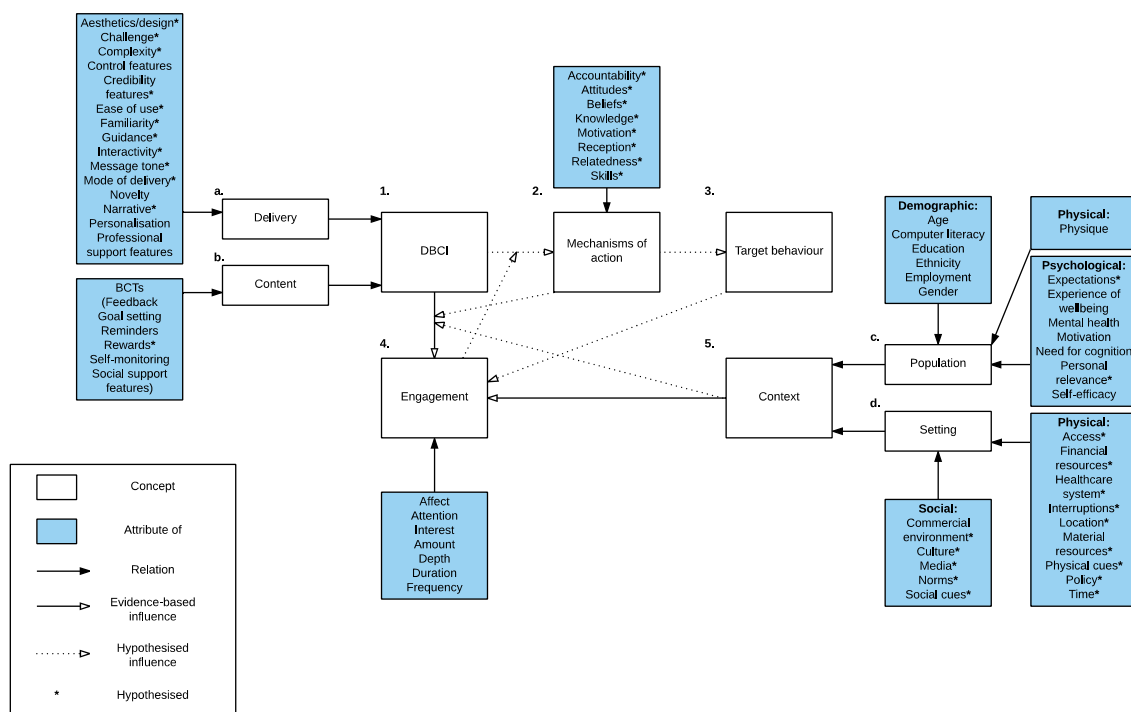 Aesthetics/design*
Challenge*
Complexity*
Control features
Credibility
features*
Ease of use*
Familiarity*
Guidance*
Interactivity*
Message tone*
Mode of delivery*
Novelty
Narrative*
Personalisation
Professional
support features
BCTs
(Feedback
Goal setting
Reminders
Rewards*
Self-monitoring
Social support
features)
a.
Delivery
b.
Content
1.
DBCI
Accountability*
Attitudes*
Beliefs*
Knowledge*
Motivation*
Reception*
Relatedness*
Skills*
2.
Mechanisms of
action
3.
Target behaviour
4.
Engagement
Affect
Attention
Interest
Amount
Depth
Duration
Frequency
5.
Context
Demographic:
Age
Computer literacy
Education
Ethnicity
Employment
Gender
Physical:
Physique
Psychological:
Expectations*
Experience of
wellbeing
Mental health
Motivation
Need for cognition
Personal
relevance*
Self-efficacy
c.
Population
d.
Setting
Social:
Commercial
environment*
Culture*
Media*
Norms*
Social cues*
Physical:
Access*
Financial
resources*
Healthcare
system*
Interruptions*
Location*
Material
resources*
Physical cues*
Policy*
Time*
Concept
Attribute of
Relation
Evidence-based
influence
Hypothesised
influence
* Hypothesised